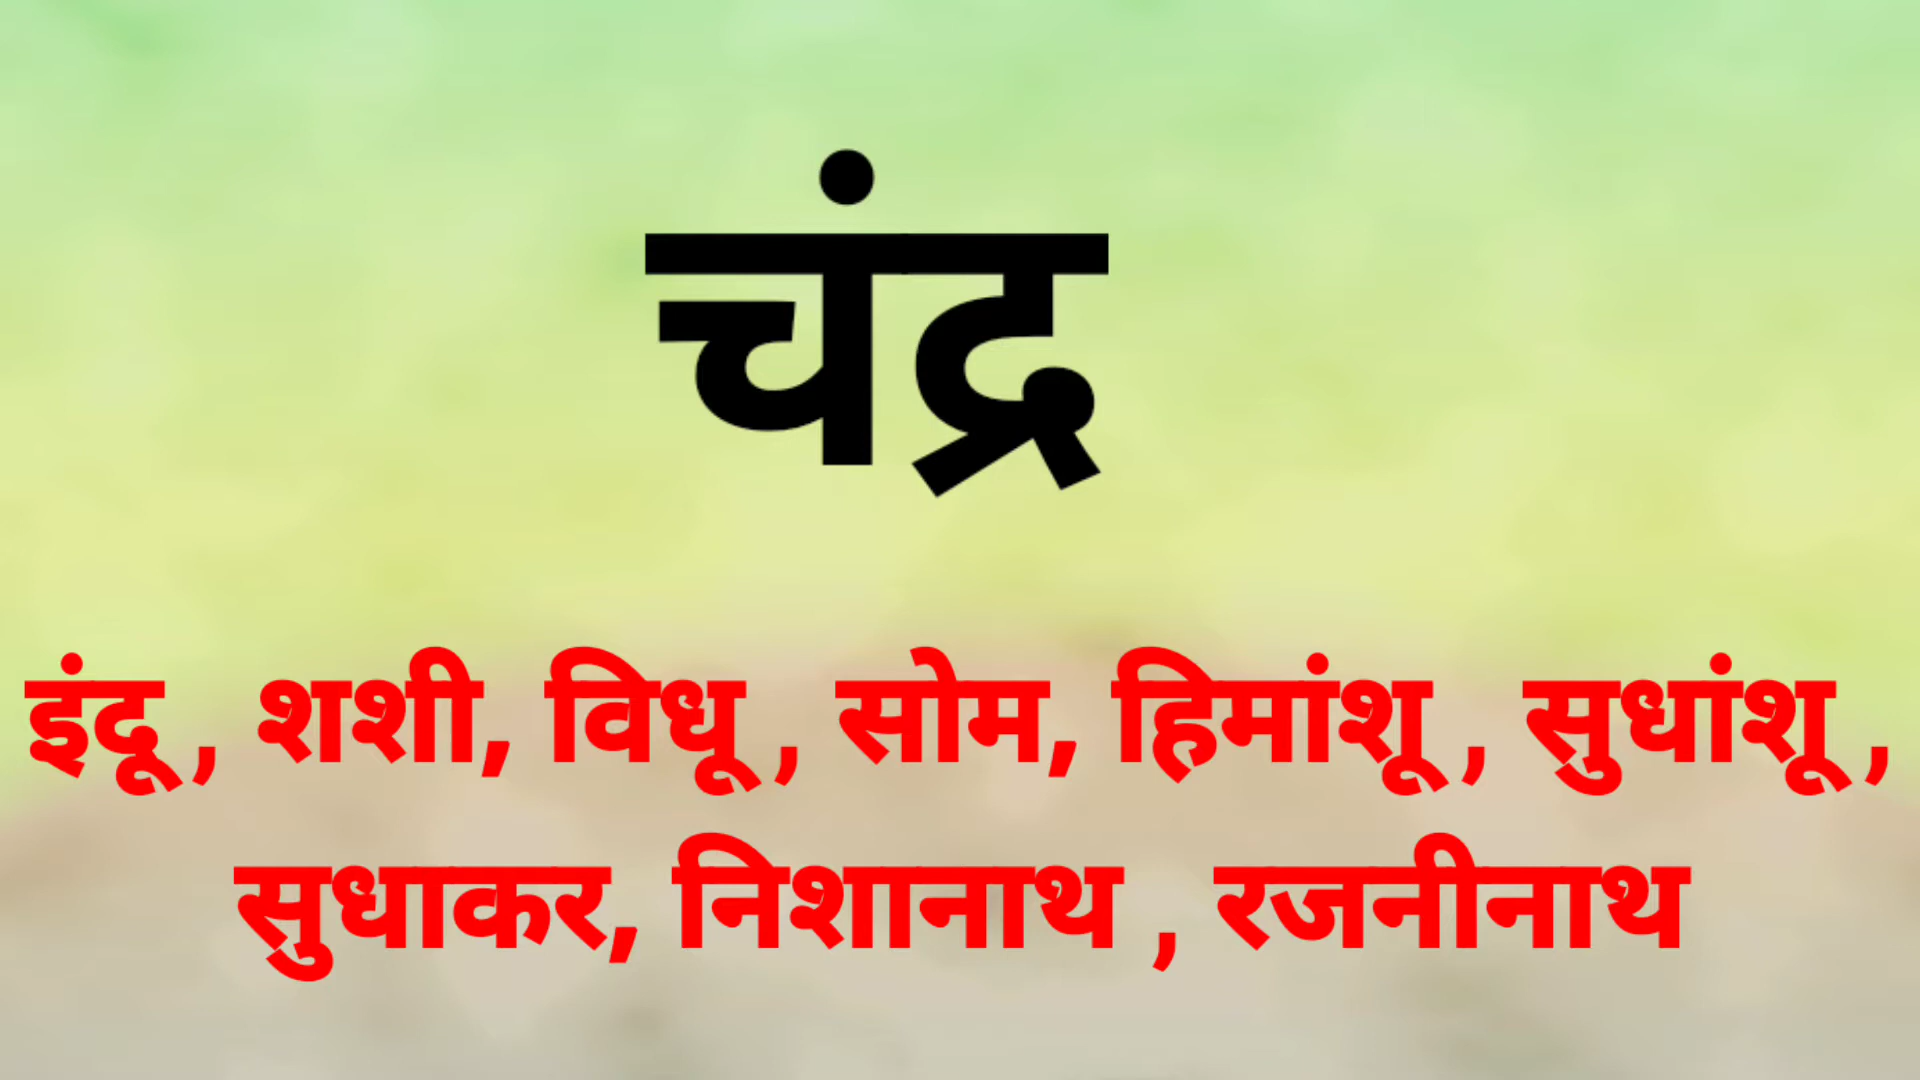 चंद्र
इंदू , शशी, विधू , सोम, हिमांशू , सुधांशू ,
सुधाकर, निशानाथ , रजनीनाथ